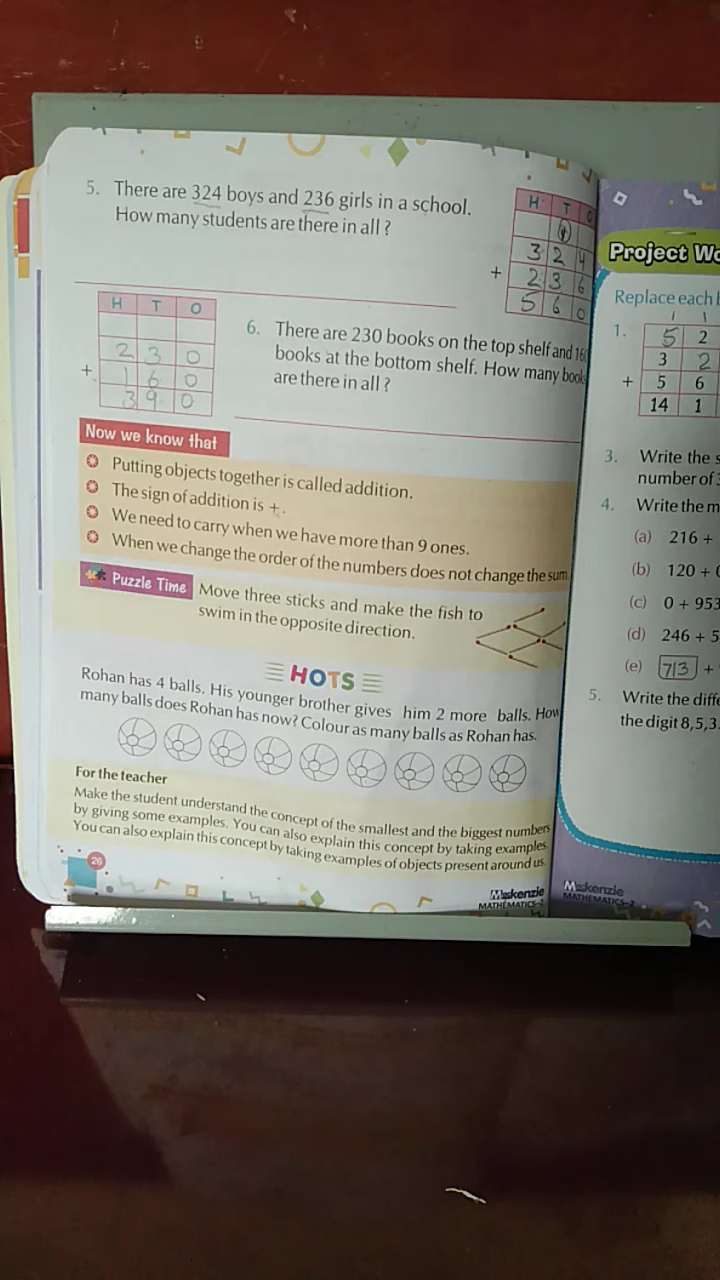 5. There are 324 boys and 236 girls in a school.
How many students are there in all ?
H T O
1
3 2 4
+ 2 3 6
5 6 0
H T O
2 3 0
+ 1 6 0
3 9 0
6. There are 230 books on the top shelf and 160
books at the bottom shelf. How many books
are there in all ?
Now we know that
Putting objects together is called addition.
The sign of addition is +.
We need to carry when we have more than 9 ones.
When we change the order of the numbers does not change the sum
Puzzle Time
Move three sticks and make the fish to
swim in the opposite direction.
HOTS
Rohan has 4 balls. His younger brother gives him 2 more balls. How
many balls does Rohan has now? Colour as many balls as Rohan has.
For the teacher
Make the student understand the concept of the smallest and the biggest numbers
by giving some examples. You can also explain this concept by taking examples.
You can also explain this concept by taking examples of objects present around us.
26
Maskenzie
MATHEMATICS-2
Project Wo
Replace each
1 1
1. 5 2
3 2
+ 5 6
14 1
3. Write the s
number of 3
4. Write the m
(a) 216 +
(b) 120 + 0
(c) 0 + 953
(d) 246 + 5
(e) 713 +
5. Write the diffe
the digit 8,5,3.
Maskenzie
MATHEMATICS-2